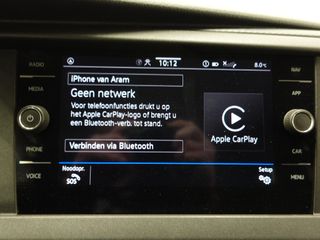 RADIO
MEDIA
PHONE
VOICE
10:12
8.0°C
iPhone van Aram
Geen netwerk
Voor telefoonfuncties drukt u op
het Apple CarPlay-logo of brengt u
een Bluetooth-verb. tot stand.
Verbinden via Bluetooth
Apple CarPlay
Noodopr.
SOS
Setup
NAV
APP
CAR
MENU